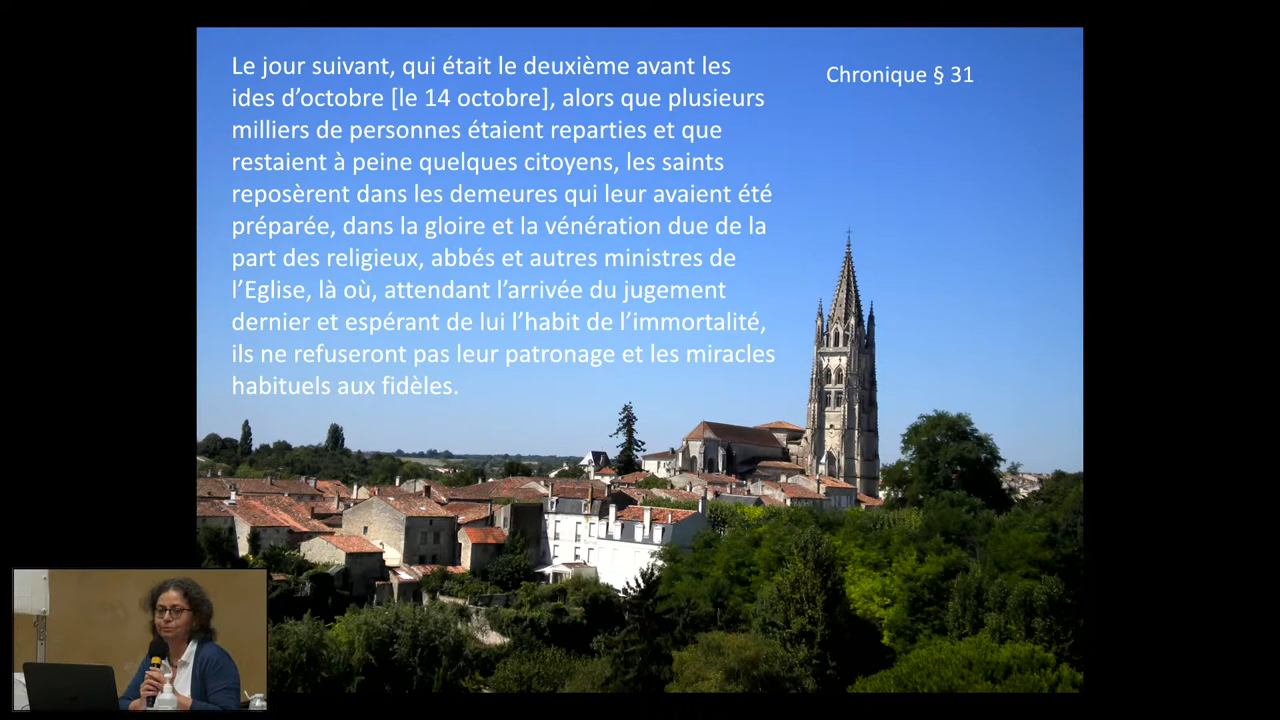 Le jour suivant, qui était le deuxième avant les
ides d’octobre [le 14 octobre], alors que plusieurs
milliers de personnes étaient reparties et que
restaient à peine quelques citoyens, les saints
reposèrent dans les demeures qui leur avaient été
préparée, dans la gloire et la vénération due de la
part des religieux, abbés et autres ministres de
l’Eglise, là où, attendant l’arrivée du jugement
dernier et espérant de lui l’habit de l’immortalité,
ils ne refuseront pas leur patronage et les miracles
habituels aux fidèles.
Chronique § 31